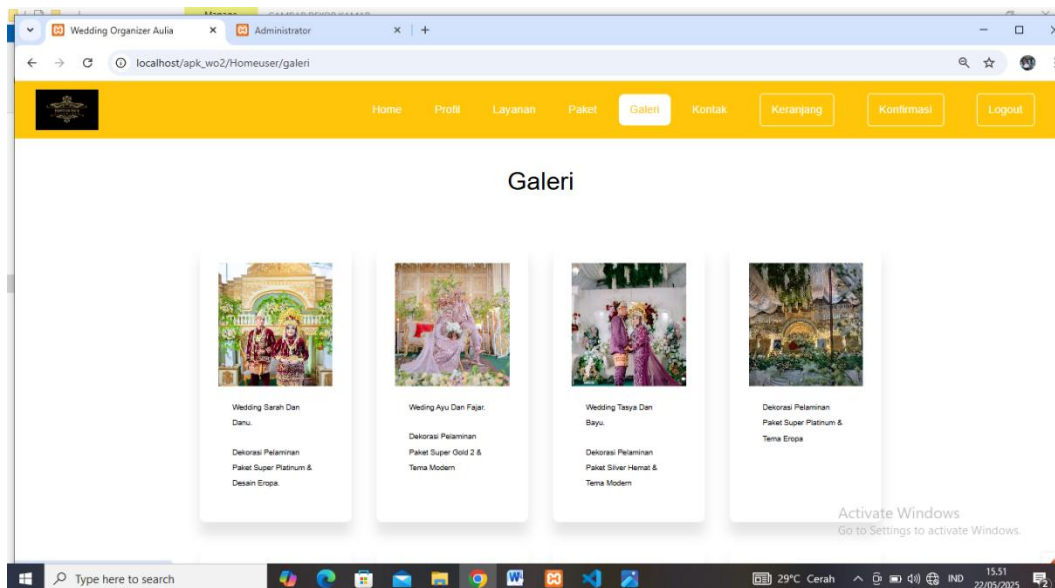 Manage
GAMBAR DEKOR KAMAR
Wedding Organizer Aulia
Administrator
localhost/apk_wo2/Homeuser/galeri
Home
Profil
Layanan
Paket
Galeri
Kontak
Keranjang
Konfirmasi
Logout
Galeri
Wedding Sarah Dan
Danu.
Dekorasi Pelaminan
Paket Super Platinum &
Desain Eropa.
Weding Ayu Dan Fajar.
Dekorasi Pelaminan
Paket Super Gold 2 &
Tema Modern
Wedding Tasya Dan
Bayu.
Dekorasi Pelaminan
Paket Silver Hemat &
Tema Modern
Dekorasi Pelaminan
Paket Super Platinum &
Tema Eropa
Activate Windows
Go to Settings to activate Windows.
Type here to search
29°C Cerah
IND
15.51
22/05/2025